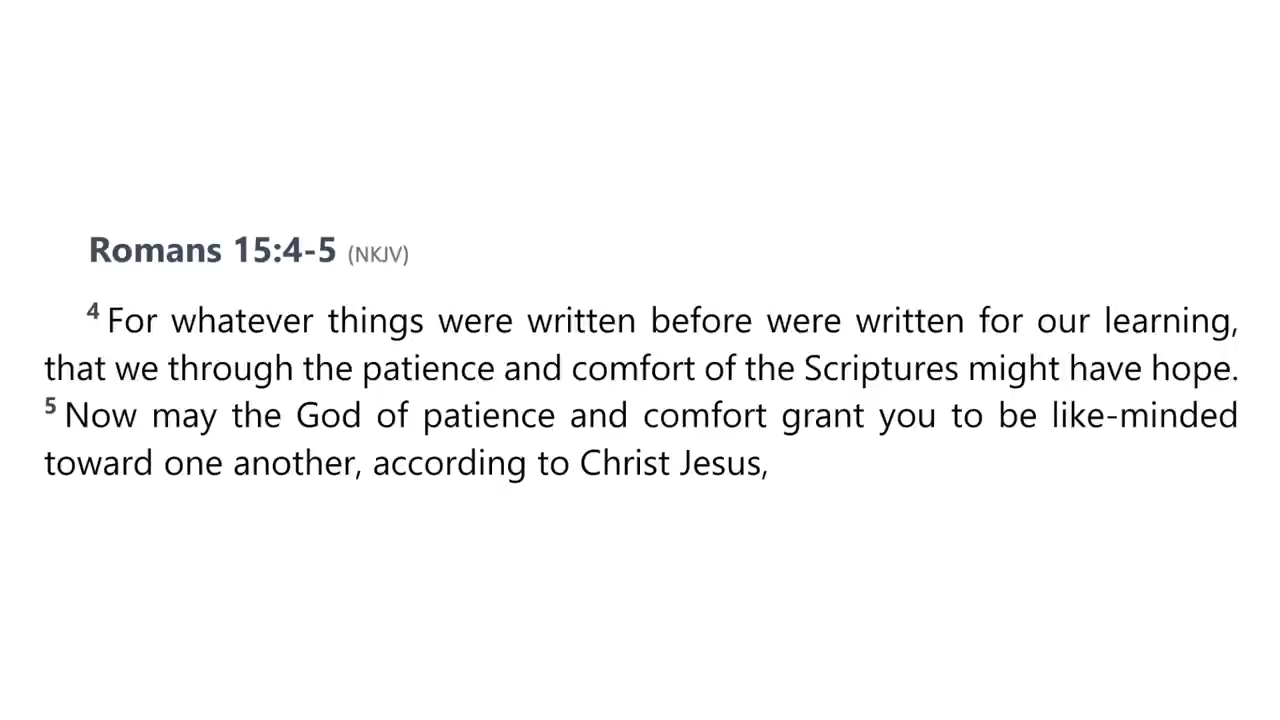 Romans 15:4-5 (NKJV)
4 For whatever things were written before were written for our learning,
that we through the patience and comfort of the Scriptures might have hope.
5 Now may the God of patience and comfort grant you to be like-minded
toward one another, according to Christ Jesus,